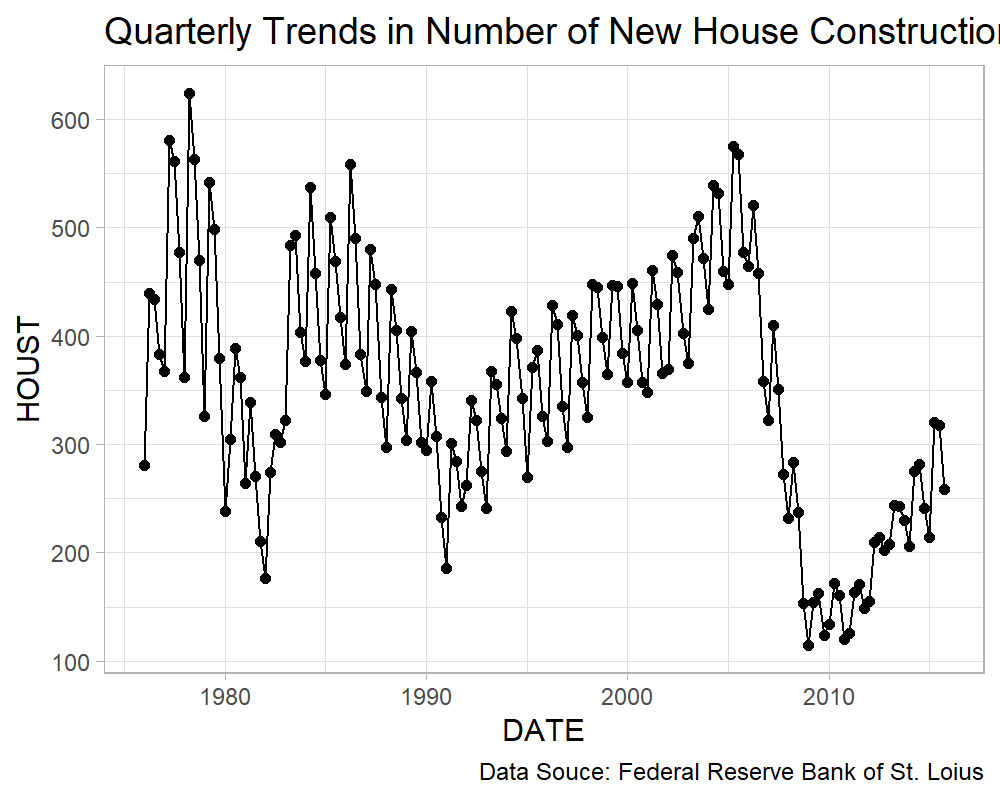 Quarterly Trends in Number of New House Construction
600
500
400
300
200
100
HOUST
1980 1990 2000 2010
DATE
Data Souce: Federal Reserve Bank of St. Loius